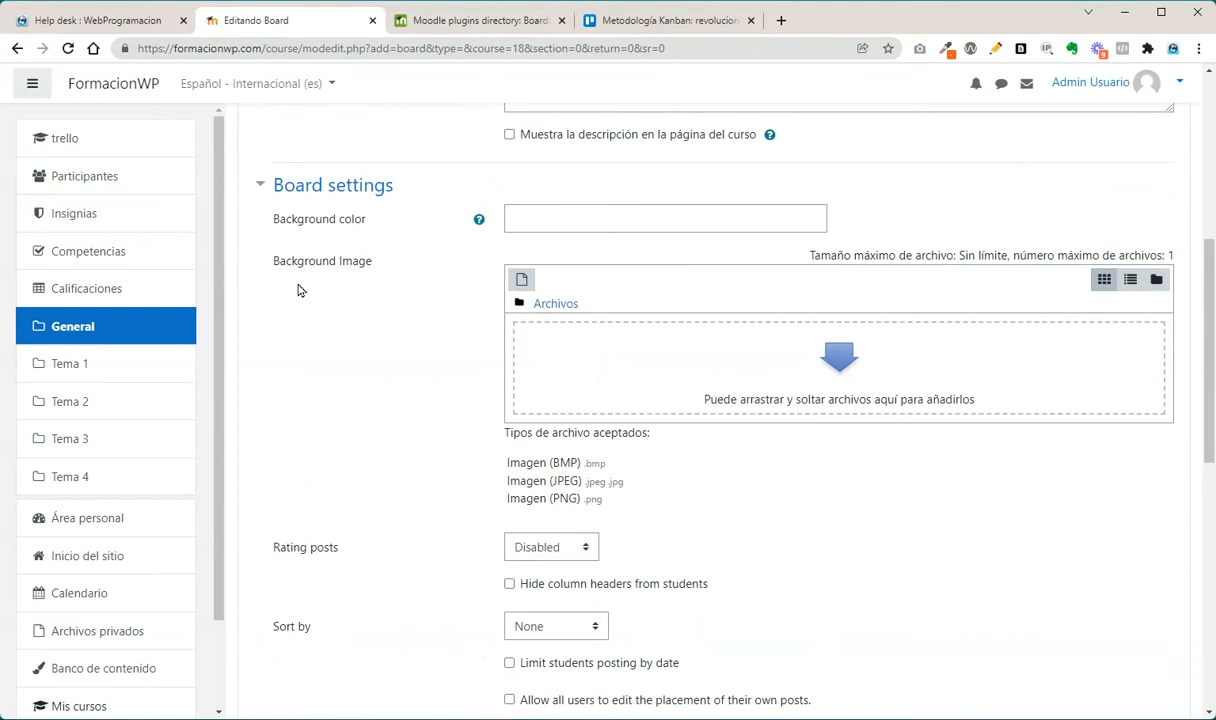 Help desk : WebProgramacion
Editando Board
Moodle plugins directory: Board
Metodología Kanban: revolucion
https://formacionwp.com/course/modedit.php?add=board&type=&course=18&section=0&return=0&sr=0
FormacionWP
Español - Internacional (es)
Admin Usuario
trello
Participantes
Insignias
Competencias
Calificaciones
General
Tema 1
Tema 2
Tema 3
Tema 4
Área personal
Inicio del sitio
Calendario
Archivos privados
Banco de contenido
Mis cursos
Muestra la descripción en la página del curso
Board settings
Background color
Background Image
Tamaño máximo de archivo: Sin límite, número máximo de archivos: 1
Archivos
Puede arrastrar y soltar archivos aquí para añadirlos
Tipos de archivo aceptados:
Imagen (BMP) .bmp
Imagen (JPEG) .jpeg .jpg
Imagen (PNG) .png
Rating posts
Disabled
Hide column headers from students
Sort by
None
Limit students posting by date
Allow all users to edit the placement of their own posts.